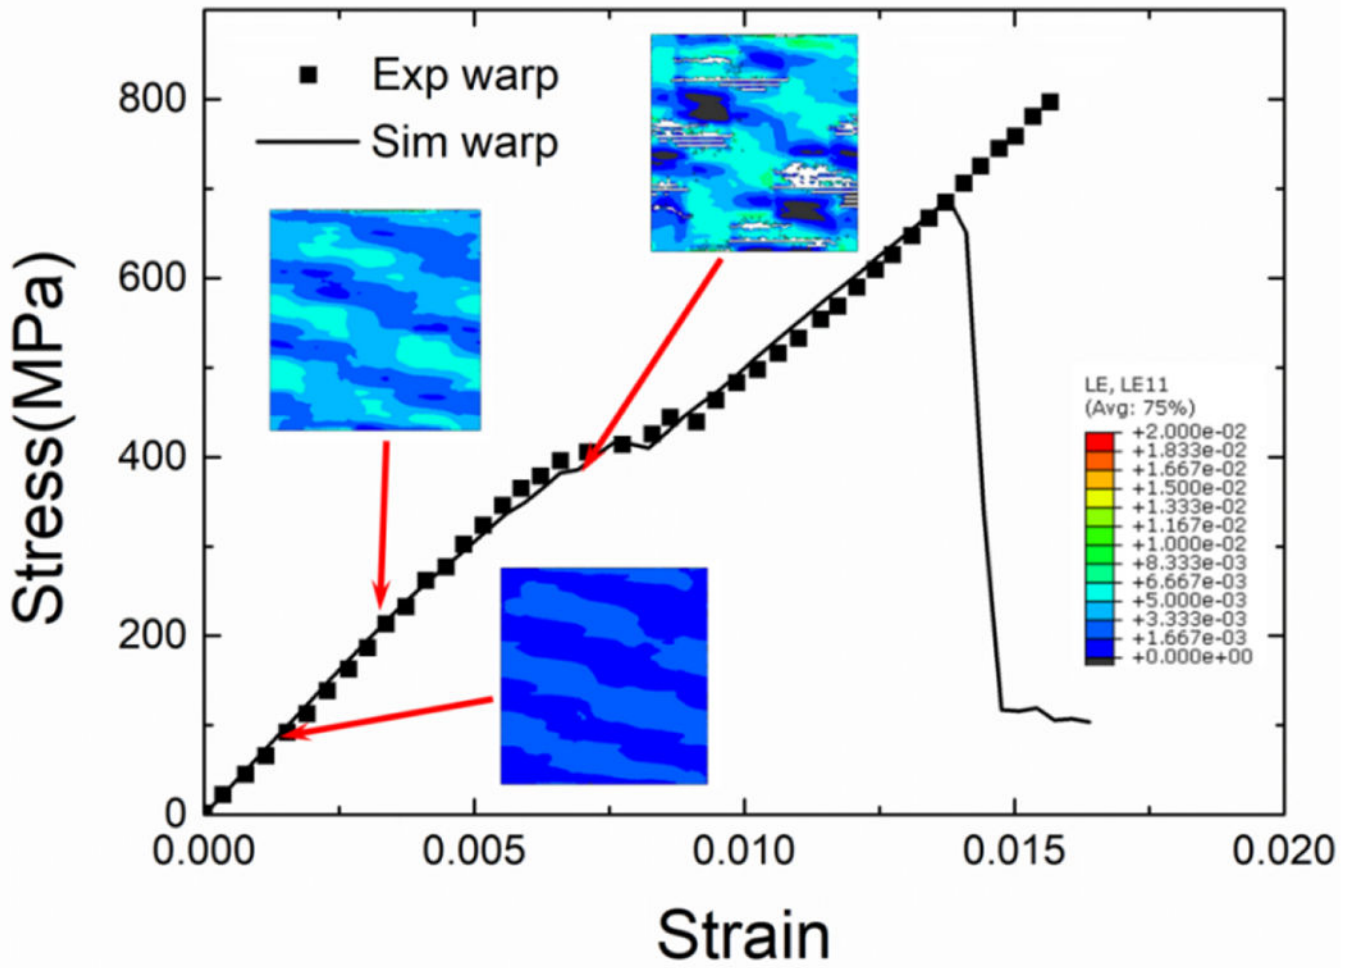 Exp warp
Sim warp
800
600
400
200
0
Stress(MPa)
0.000
0.005
0.010
0.015
0.020
Strain
LE, LE11
(Avg: 75%)
+2.000e-02
+1.833e-02
+1.667e-02
+1.500e-02
+1.333e-02
+1.167e-02
+1.000e-02
+8.333e-03
+6.667e-03
+5.000e-03
+3.333e-03
+1.667e-03
+0.000e+00